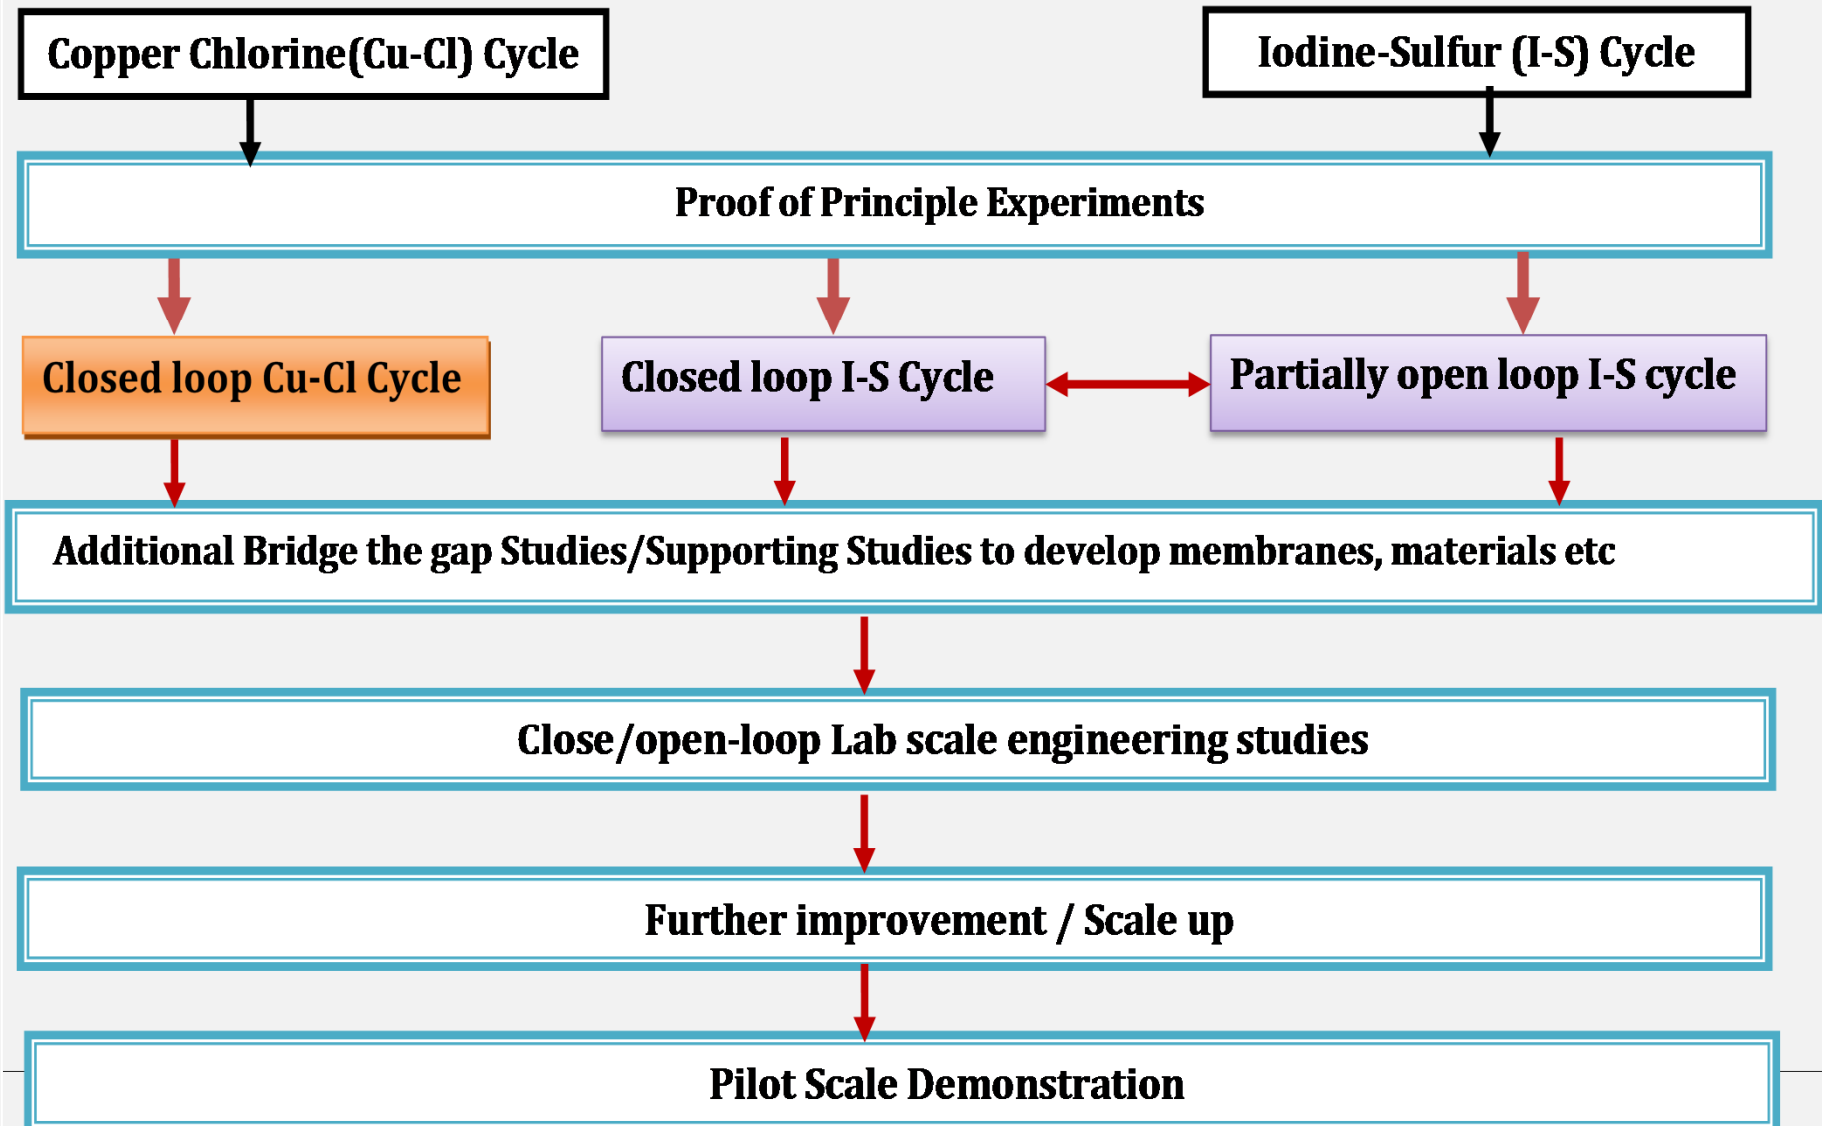 Copper Chlorine(Cu-Cl) Cycle
Iodine-Sulfur (I-S) Cycle
Proof of Principle Experiments
Closed loop Cu-Cl Cycle
Closed loop I-S Cycle
Partially open loop I-S cycle
Additional Bridge the gap Studies/Supporting Studies to develop membranes, materials etc
Close/open-loop Lab scale engineering studies
Further improvement / Scale up
Pilot Scale Demonstration